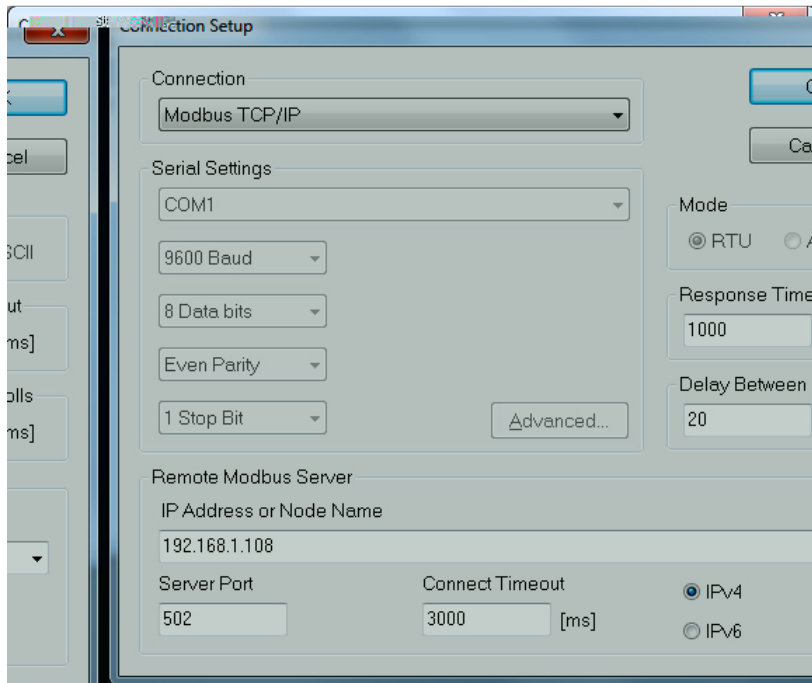 Connection Setup
Connection
Modbus TCP/IP
cel
Serial Settings
COM1
Mode
SCII
9600 Baud
RTU
ut
8 Data bits
Response Time
ms]
1000
Even Parity
olls
Delay Between
ms]
1 Stop Bit
Advanced...
20
Remote Modbus Server
IP Address or Node Name
192.168.1.108
Server Port
Connect Timeout
IPv4
502
3000
[ms]
IPv6